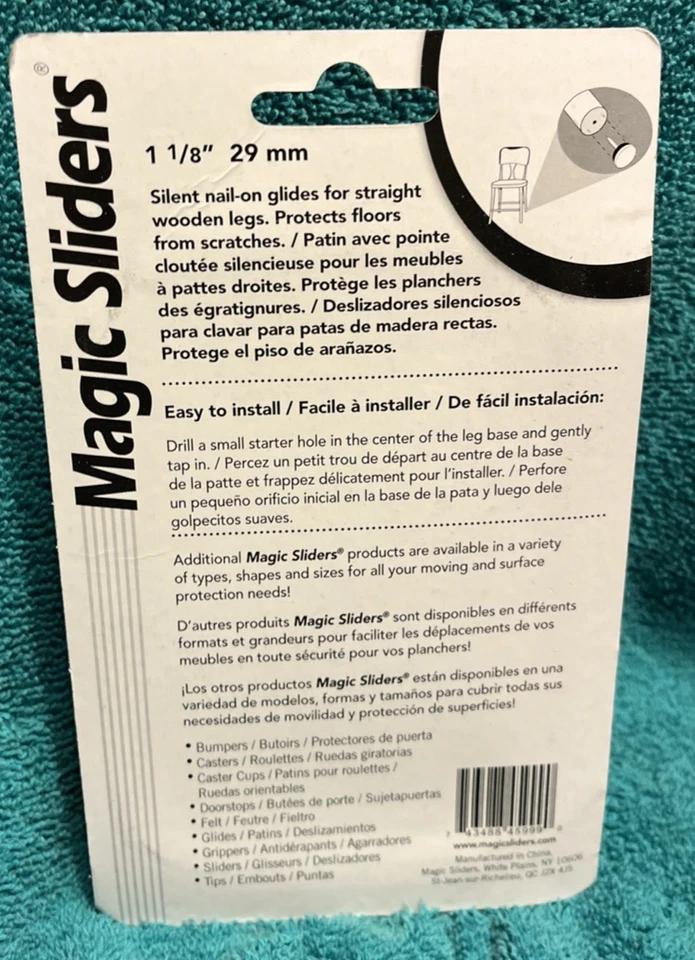 Magic Sliders®
1 1/8" 29 mm
Silent nail-on glides for straight
wooden legs. Protects floors
from scratches. / Patin avec pointe
cloutée silencieuse pour les meubles
à pattes droites. Protège les planchers
des égratignures. / Deslizadores silenciosos
para clavar para patas de madera rectas.
Protege el piso de arañazos.
Easy to install / Facile à installer / De fácil instalación:
Drill a small starter hole in the center of the leg base and gently
tap in. / Percez un petit trou de départ au centre de la base
de la patte et frappez délicatement pour l'installer. / Perfore
un pequeño orificio inicial en la base de la pata y luego dele
golpecitos suaves.
Additional Magic Sliders® products are available in a variety
of types, shapes and sizes for all your moving and surface
protection needs!
D'autres produits Magic Sliders® sont disponibles en différents
formats et grandeurs pour faciliter les déplacements de vos
meubles en toute sécurité pour vos planchers!
¡Los otros productos Magic Sliders® están disponibles en una
variedad de modelos, formas y tamaños para cubrir todas sus
necesidades de movilidad y protección de superficies!
• Bumpers / Butoirs / Protectores de puerta
• Casters / Roulettes / Ruedas giratorias
• Caster Cups / Patins pour roulettes /
Ruedas orientables
• Doorstops / Butées de porte / Sujetapuertas
• Felt / Feutre / Fieltro
• Glides / Patins / Deslizamientos
• Grippers / Antidérapants / Agarradores
• Sliders / Glisseurs / Deslizadores
• Tips / Embouts / Puntas
7 43488 45999 0
www.magicsliders.com
Manufactured in China.
Magic Sliders, White Plains, NY 10606
St-Jean-sur-Richelieu, QC J2X 4J5